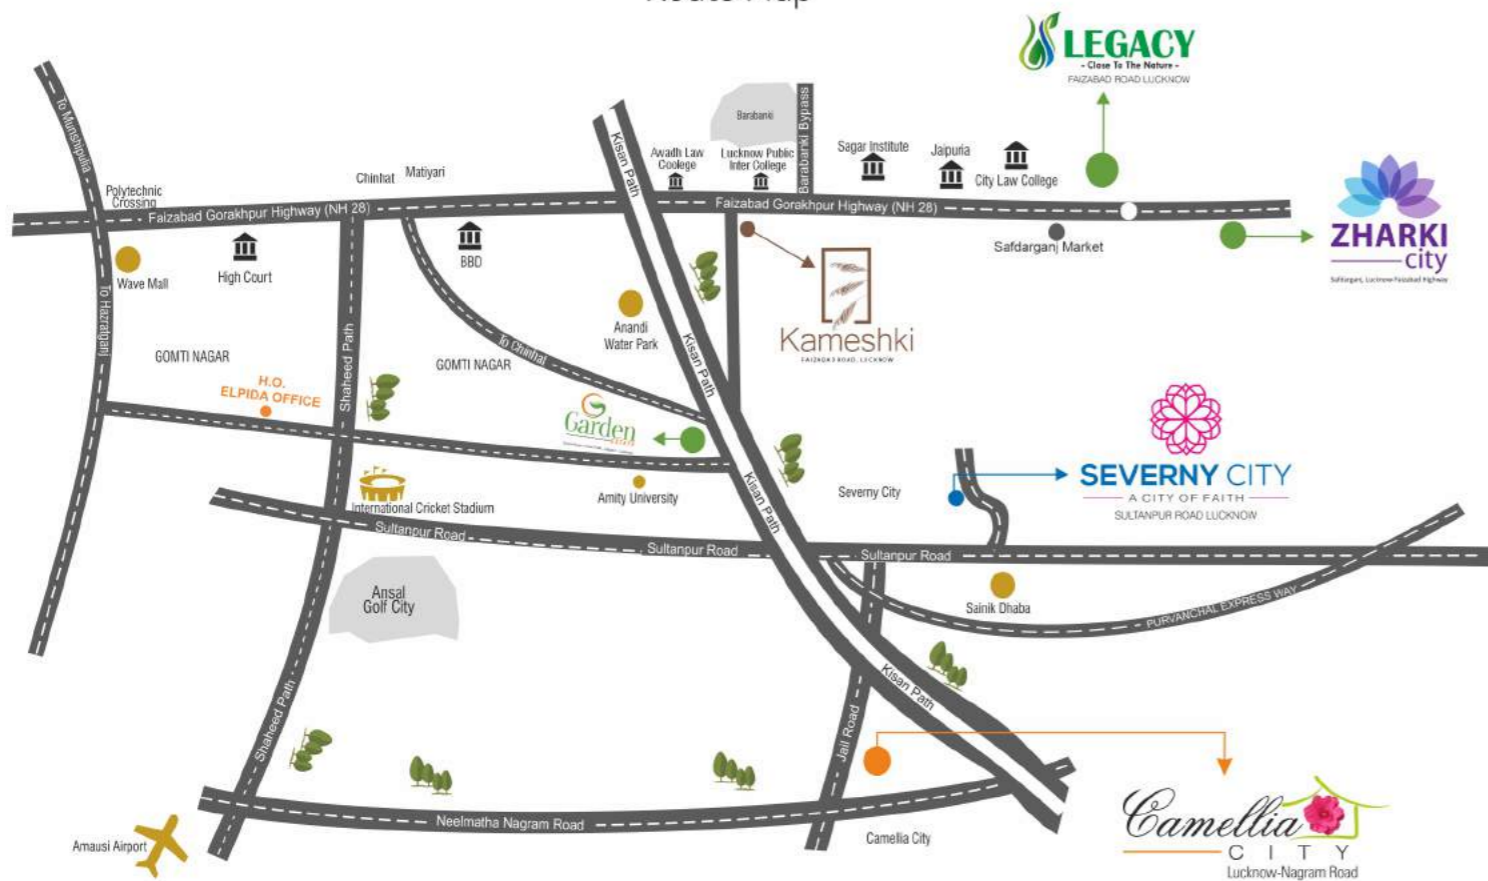 Route Map
LEGACY
- Close To The Nature -
FAIZABAD ROAD LUCKNOW
To Munshipulia
Polytechnic
Crossing
Chinhat
Matiyari
Kisan Path
Awadh Law
Coolege
Lucknow Public
Inter College
Barabanki
Barabanki Bypass
Sagar Institute
Jaipuria
City Law College
Faizabad Gorakhpur Highway (NH 28)
Faizabad Gorakhpur Highway (NH 28)
ZHARKI
city
Safdarganj, Lucknow-Faizabad Highway
Safdarganj Market
Wave Mall
High Court
BBD
Anandi
Water Park
Kameshki
FAIZABAD ROAD, LUCKNOW
To Hazratganj
GOMTI NAGAR
Shaheed Path
GOMTI NAGAR
To Chinhat
Kisan Path
H.O.
ELPIDA OFFICE
Garden
International Cricket Stadium
Amity University
Kisan Path
Severny City
SEVERNY CITY
A CITY OF FAITH
SULTANPUR ROAD LUCKNOW
Sultanpur Road
Sultanpur Road
Sultanpur Road
Ansal
Golf City
Sainik Dhaba
PURVANCHAL EXPRESS WAY
Kisan Path
Shaheed Path
Jail Road
Neelmatha Nagram Road
Amausi Airport
Camellia City
Camellia
CITY
Lucknow-Nagram Road